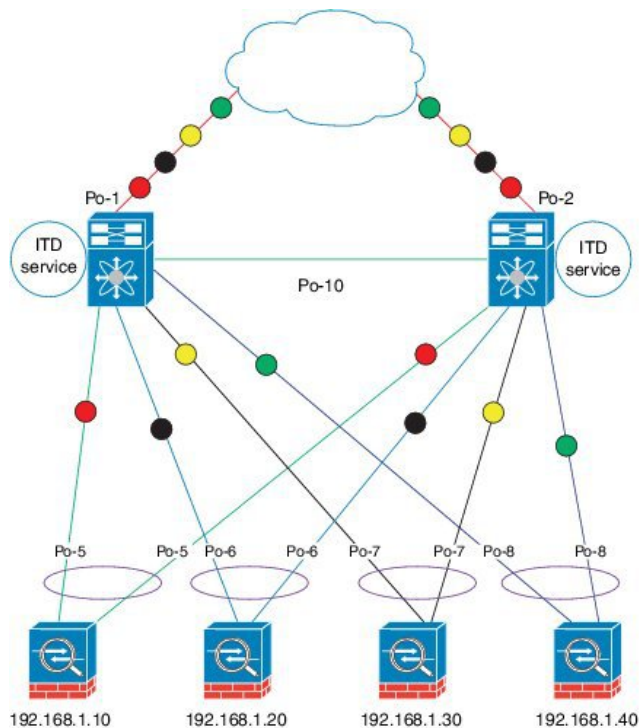 Po-1
Po-2
ITD
service
ITD
service
Po-10
Po-5
Po-5
Po-6
Po-6
Po-7
Po-7
Po-8
Po-8
192.168.1.10
192.168.1.20
192.168.1.30
192.168.1.40